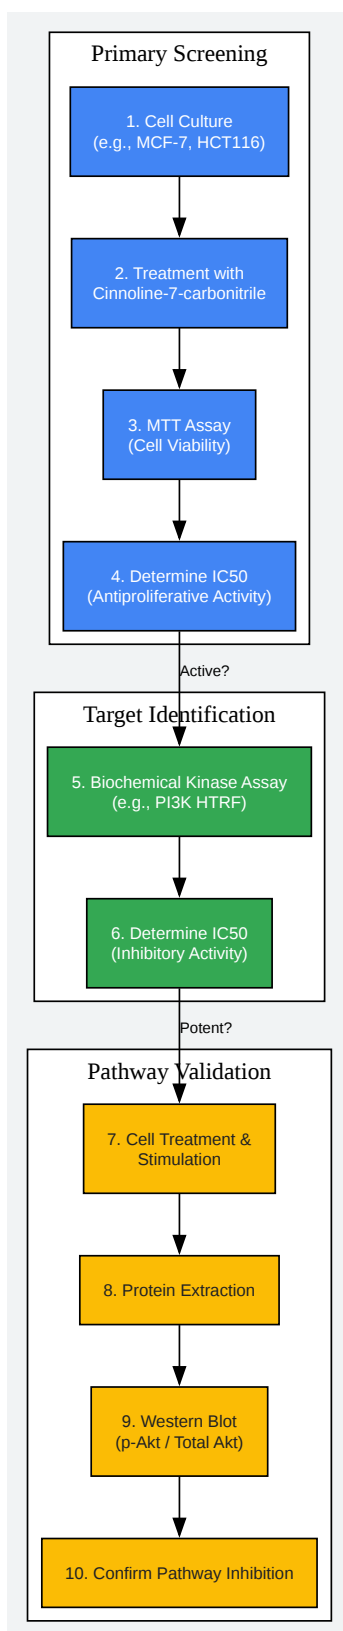 Primary Screening
1. Cell Culture
(e.g., MCF-7, HCT116)
2. Treatment with
Cinnoline-7-carbonitrile
3. MTT Assay
(Cell Viability)
4. Determine IC50
(Antiproliferative Activity)
Active?
Target Identification
5. Biochemical Kinase Assay
(e.g., PI3K HTRF)
6. Determine IC50
(Inhibitory Activity)
Potent?
Pathway Validation
7. Cell Treatment &
Stimulation
8. Protein Extraction
9. Western Blot
(p-Akt / Total Akt)
10. Confirm Pathway Inhibition